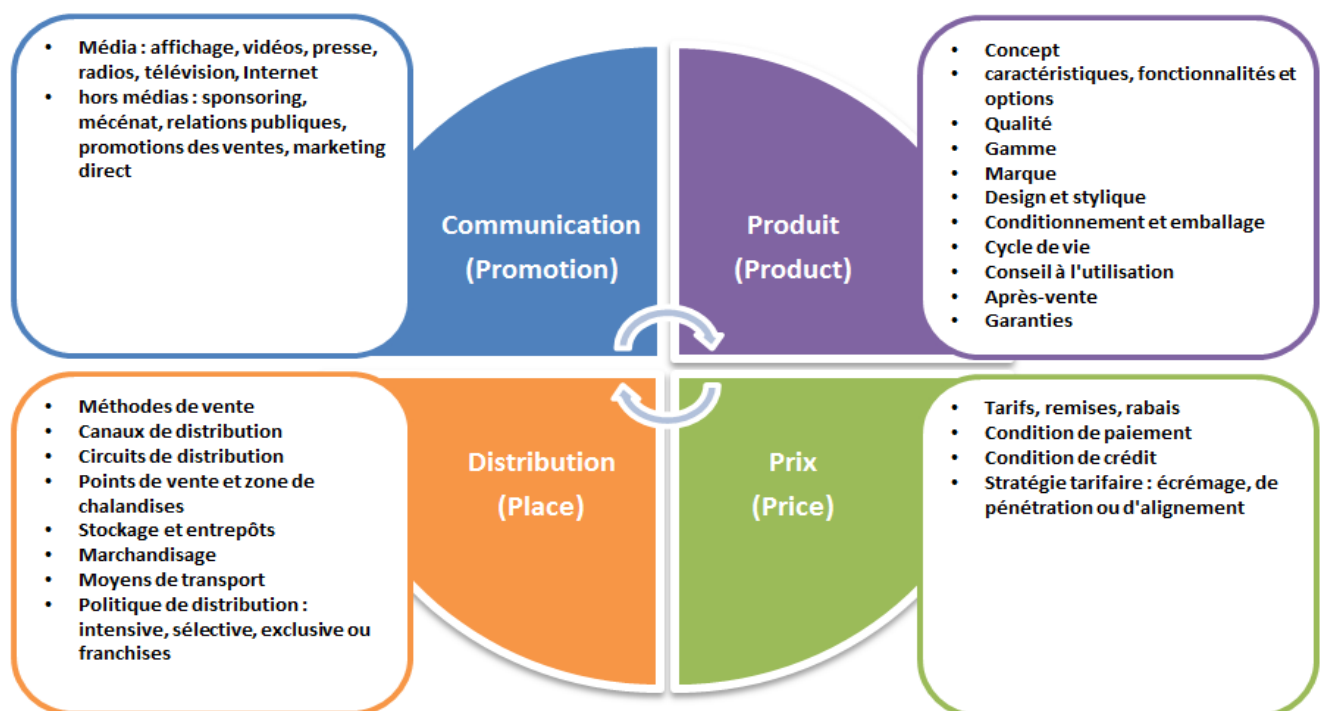 • Média : affichage, vidéos, presse,
radios, télévision, Internet
• hors médias : sponsoring,
mécénat, relations publiques,
promotions des ventes, marketing
direct
Communication
(Promotion)
Produit
(Product)
• Concept
• caractéristiques, fonctionnalités et
options
• Qualité
• Gamme
• Marque
• Design et stylique
• Conditionnement et emballage
• Cycle de vie
• Conseil à l'utilisation
• Après-vente
• Garanties
• Méthodes de vente
• Canaux de distribution
• Circuits de distribution
• Points de vente et zone de
chalandises
• Stockage et entrepôts
• Marchandisage
• Moyens de transport
• Politique de distribution :
intensive, sélective, exclusive ou
franchises
Distribution
(Place)
Prix
(Price)
• Tarifs, remises, rabais
• Condition de paiement
• Condition de crédit
• Stratégie tarifaire : écrémage, de
pénétration ou d'alignement